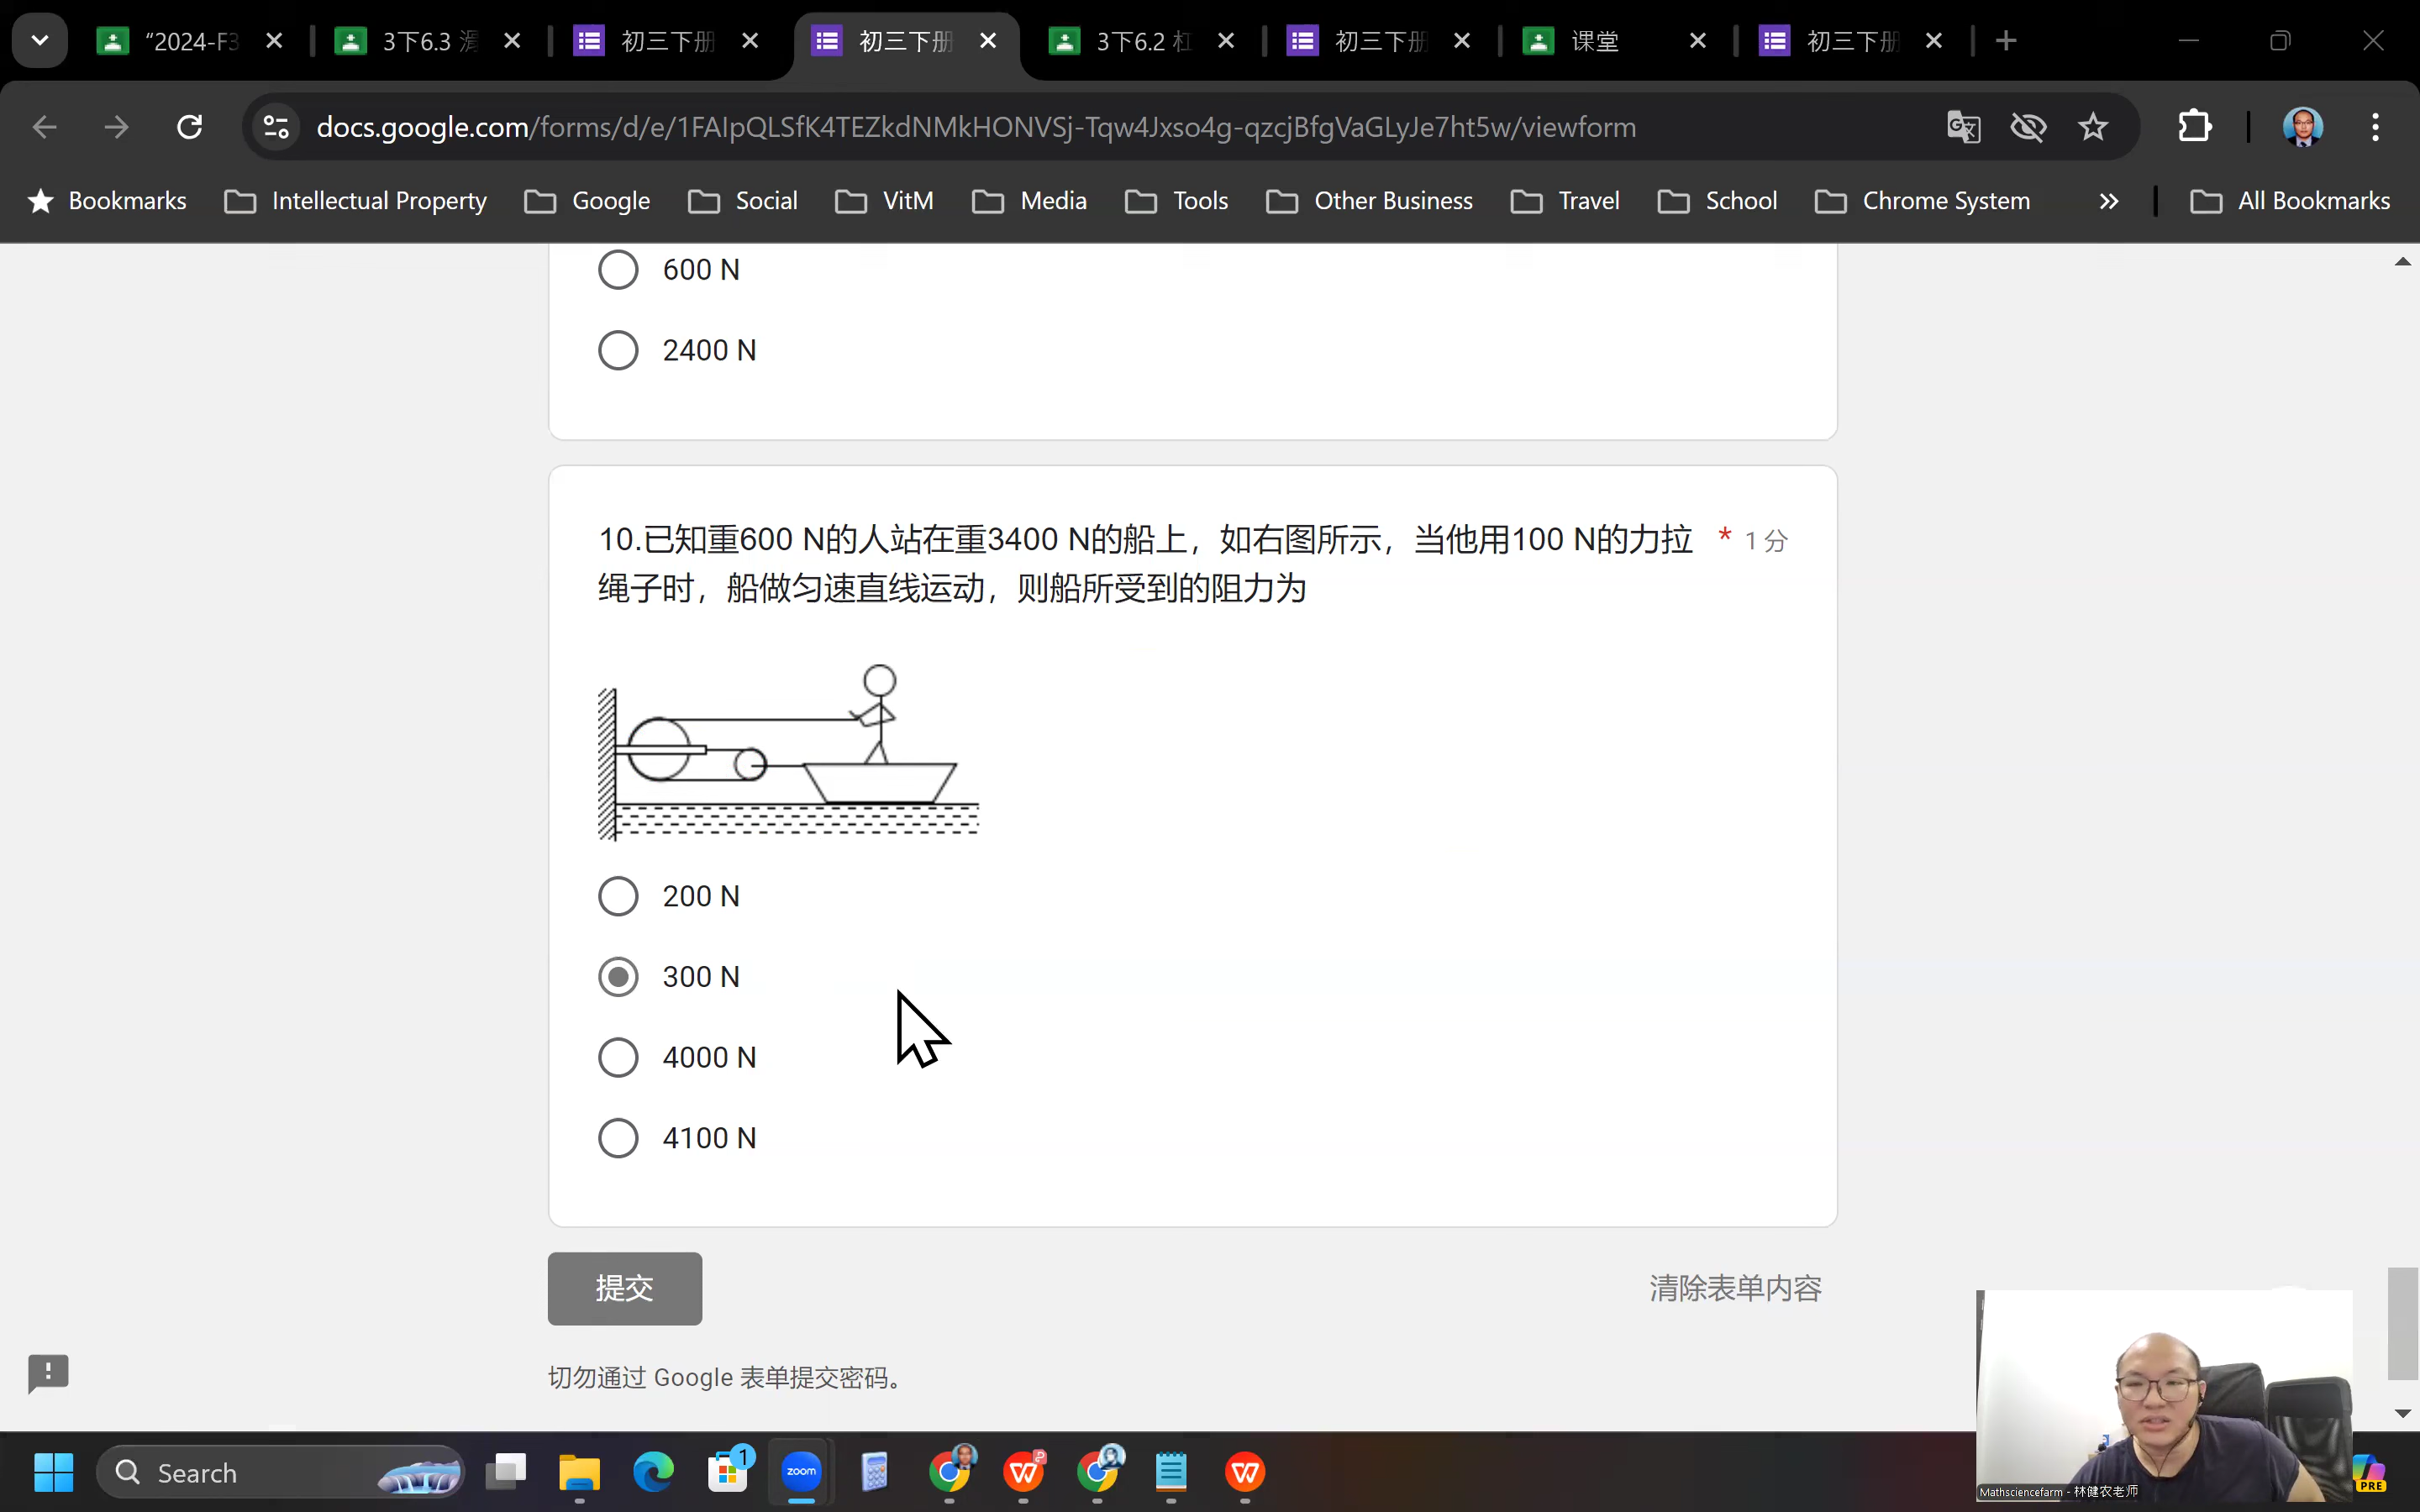 “2024-F3
3下6.3 滑
初三下册
初三下册
3下6.2 杠
初三下册
课堂
初三下册
docs.google.com/forms/d/e/1FAIpQLSfK4TEZkdNMkHONVSj-Tqw4Jxso4g-qzcjBfgVaGLyJe7ht5w/viewform
Bookmarks
Intellectual Property
Google
Social
VitM
Media
Tools
Other Business
Travel
School
Chrome System
All Bookmarks
600 N
2400 N
10.已知重600 N的人站在重3400 N的船上，如右图所示，当他用100 N的力拉 * 1 分
绳子时，船做匀速直线运动，则船所受到的阻力为
200 N
300 N
4000 N
4100 N
提交
清除表单内容
切勿通过 Google 表单提交密码。
Mathsciencefarm - 林健农老师
Search
1
zoom
PRE